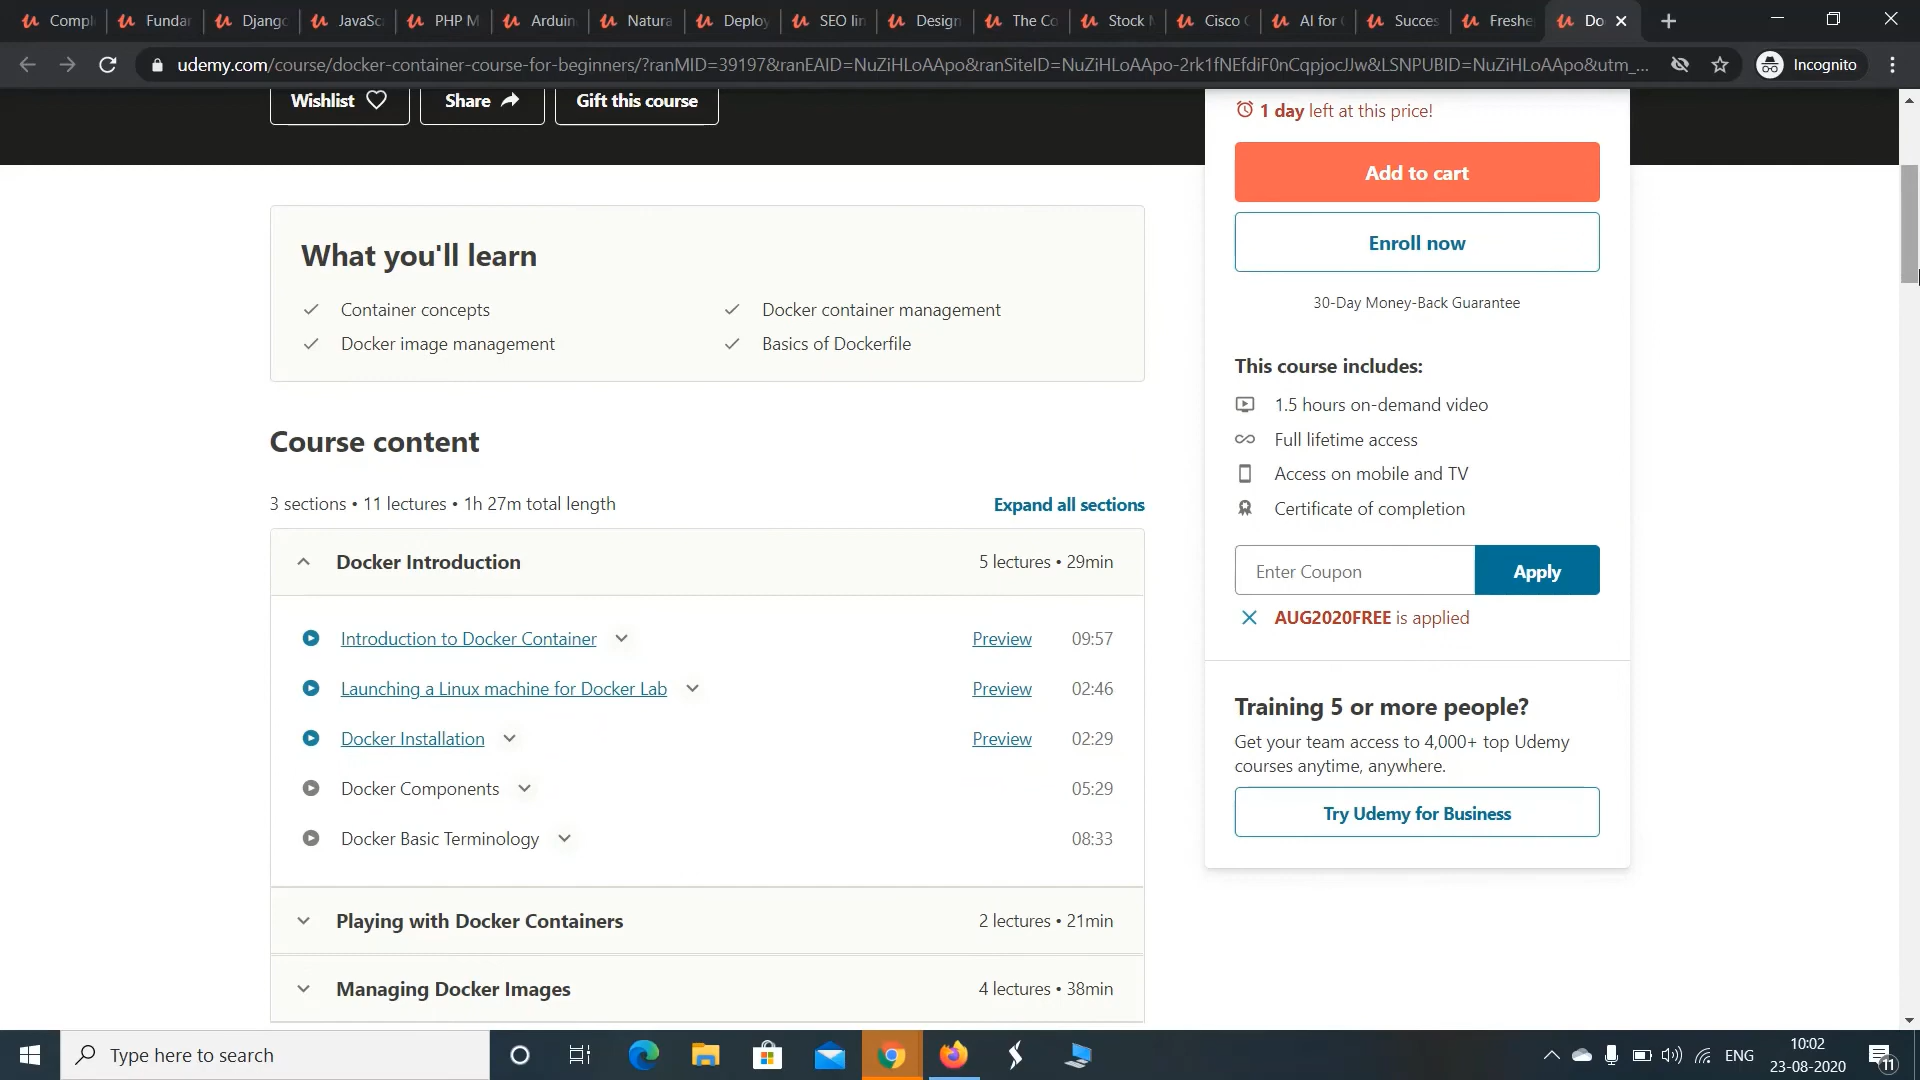 Compl
Fundar
Django
JavaSc
PHP M
Arduin
Natura
Deploy
SEO lin
Design
The Co
Stock M
Cisco C
AI for
Succes
Freshe
Do
udemy.com/course/docker-container-course-for-beginners/?ranMID=39197&ranEAID=NuZiHLoAApo&ranSiteID=NuZiHLoAApo-2rk1fNEfdiF0nCqpjocJJw&LSNPUBID=NuZiHLoAApo&utm_...
Incognito
Wishlist
Share
Gift this course
1 day left at this price!
Add to cart
Enroll now
30-Day Money-Back Guarantee
What you'll learn
Container concepts
Docker container management
Docker image management
Basics of Dockerfile
This course includes:
1.5 hours on-demand video
Full lifetime access
Access on mobile and TV
Certificate of completion
Enter Coupon
Apply
AUG2020FREE is applied
Course content
3 sections • 11 lectures • 1h 27m total length
Expand all sections
Docker Introduction 5 lectures • 29min
Introduction to Docker Container Preview 09:57
Launching a Linux machine for Docker Lab Preview 02:46
Docker Installation Preview 02:29
Docker Components 05:29
Docker Basic Terminology 08:33
Playing with Docker Containers 2 lectures • 21min
Managing Docker Images 4 lectures • 38min
Training 5 or more people?
Get your team access to 4,000+ top Udemy
courses anytime, anywhere.
Try Udemy for Business
Type here to search
ENG
10:02
23-08-2020
11